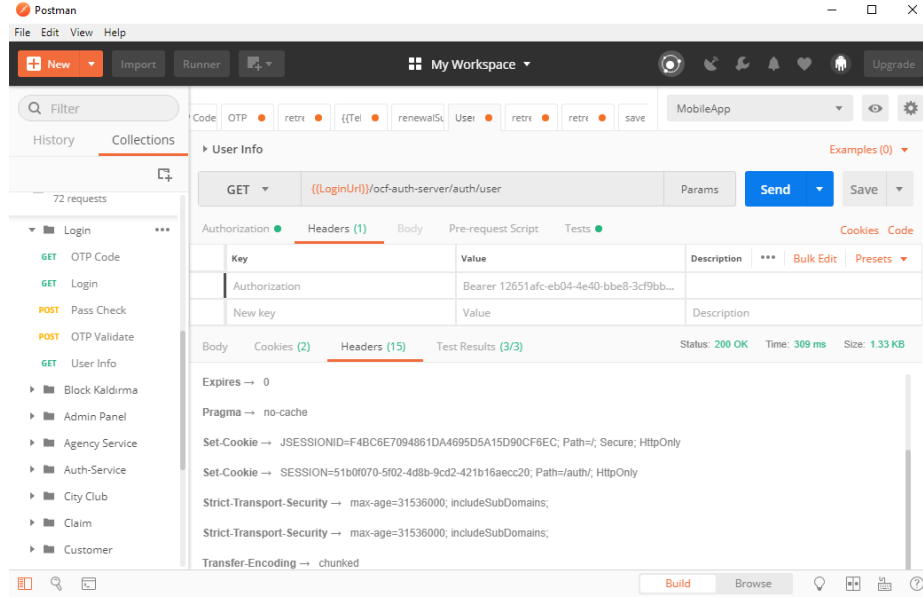 Postman
File Edit View Help
New Import Runner My Workspace Upgrade
Filter
History Collections
72 requests
Login
GET OTP Code
GET Login
POST Pass Check
POST OTP Validate
GET User Info
Block Kaldırma
Admin Panel
Agency Service
Auth-Service
City Club
Claim
Customer
Code OTP retre {{Tel renewalSu User retre retre save
MobileApp
User Info Examples (0)
GET {{LoginUrl}}/ocf-auth-server/auth/user Params Send Save
Authorization Headers (1) Body Pre-request Script Tests Cookies Code
Key Value Description Bulk Edit Presets
Authorization Bearer 12651afc-eb04-4e40-bbe8-3cf9bb...
New key Value Description
Body Cookies (2) Headers (15) Test Results (3/3) Status: 200 OK Time: 309 ms Size: 1.33 KB
Expires → 0
Pragma → no-cache
Set-Cookie → JSESSIONID=F4BC6E7094861DA4695D5A15D90CF6EC; Path=/; Secure; HttpOnly
Set-Cookie → SESSION=51b0f070-5f02-4d8b-9cd2-421b16aecc20; Path=/auth/; HttpOnly
Strict-Transport-Security → max-age=31536000; includeSubDomains;
Strict-Transport-Security → max-age=31536000; includeSubDomains;
Transfer-Encoding → chunked
Build Browse